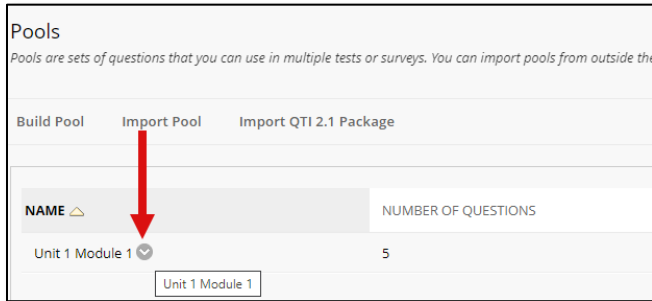 Pools
Pools are sets of questions that you can use in multiple tests or surveys. You can import pools from outside the
Build Pool Import Pool Import QTI 2.1 Package
NAME NUMBER OF QUESTIONS
Unit 1 Module 1 5
Unit 1 Module 1